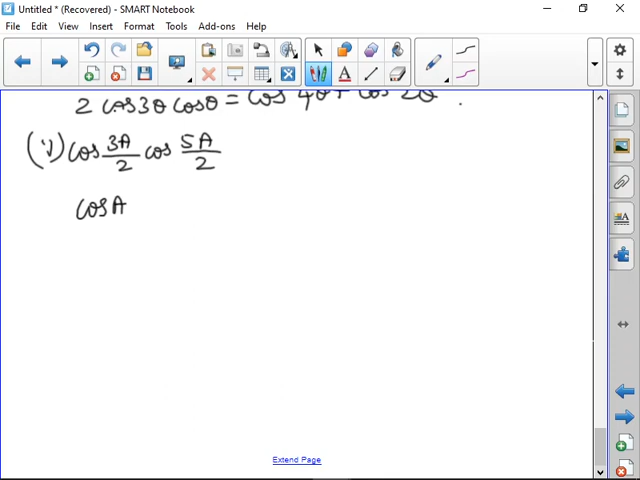 Untitled * (Recovered) - SMART Notebook
File Edit View Insert Format Tools Add-ons Help
2 cos3θ cosθ = cos 4θ + cos 2θ .
(v) cos 3A/2 cos 5A/2
cosA
Extend Page